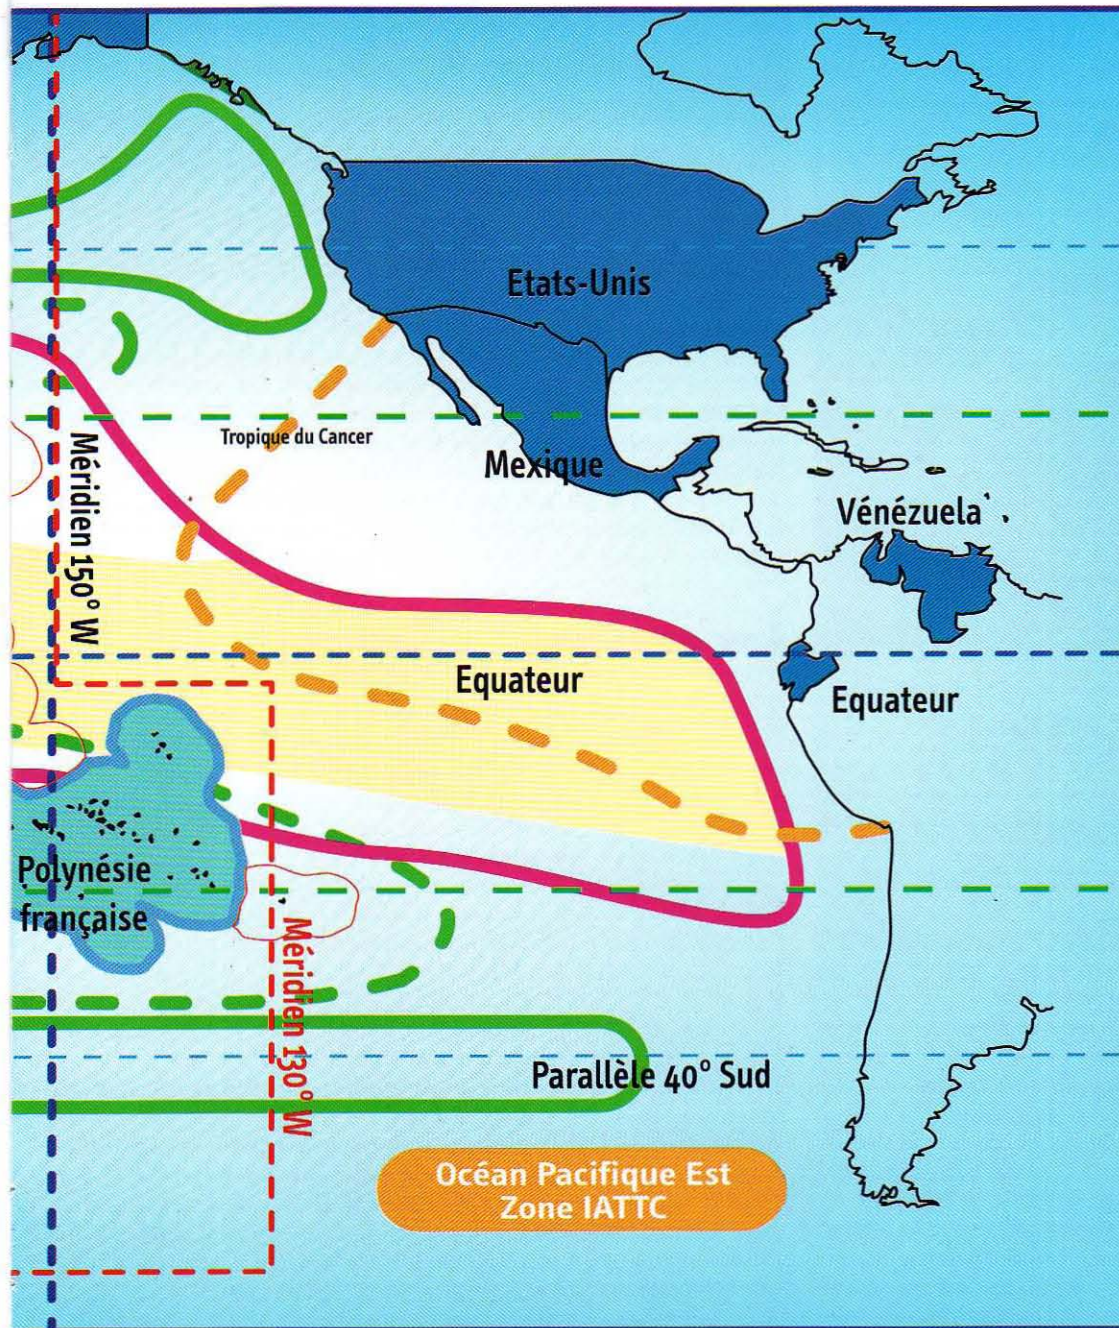 Etats-Unis
Tropique du Cancer
Mexique
Vénézuela
Méridien 150° W
Equateur
Equateur
Polynésie
française
Méridien 130° W
Parallèle 40° Sud
Océan Pacifique Est
Zone IATTC